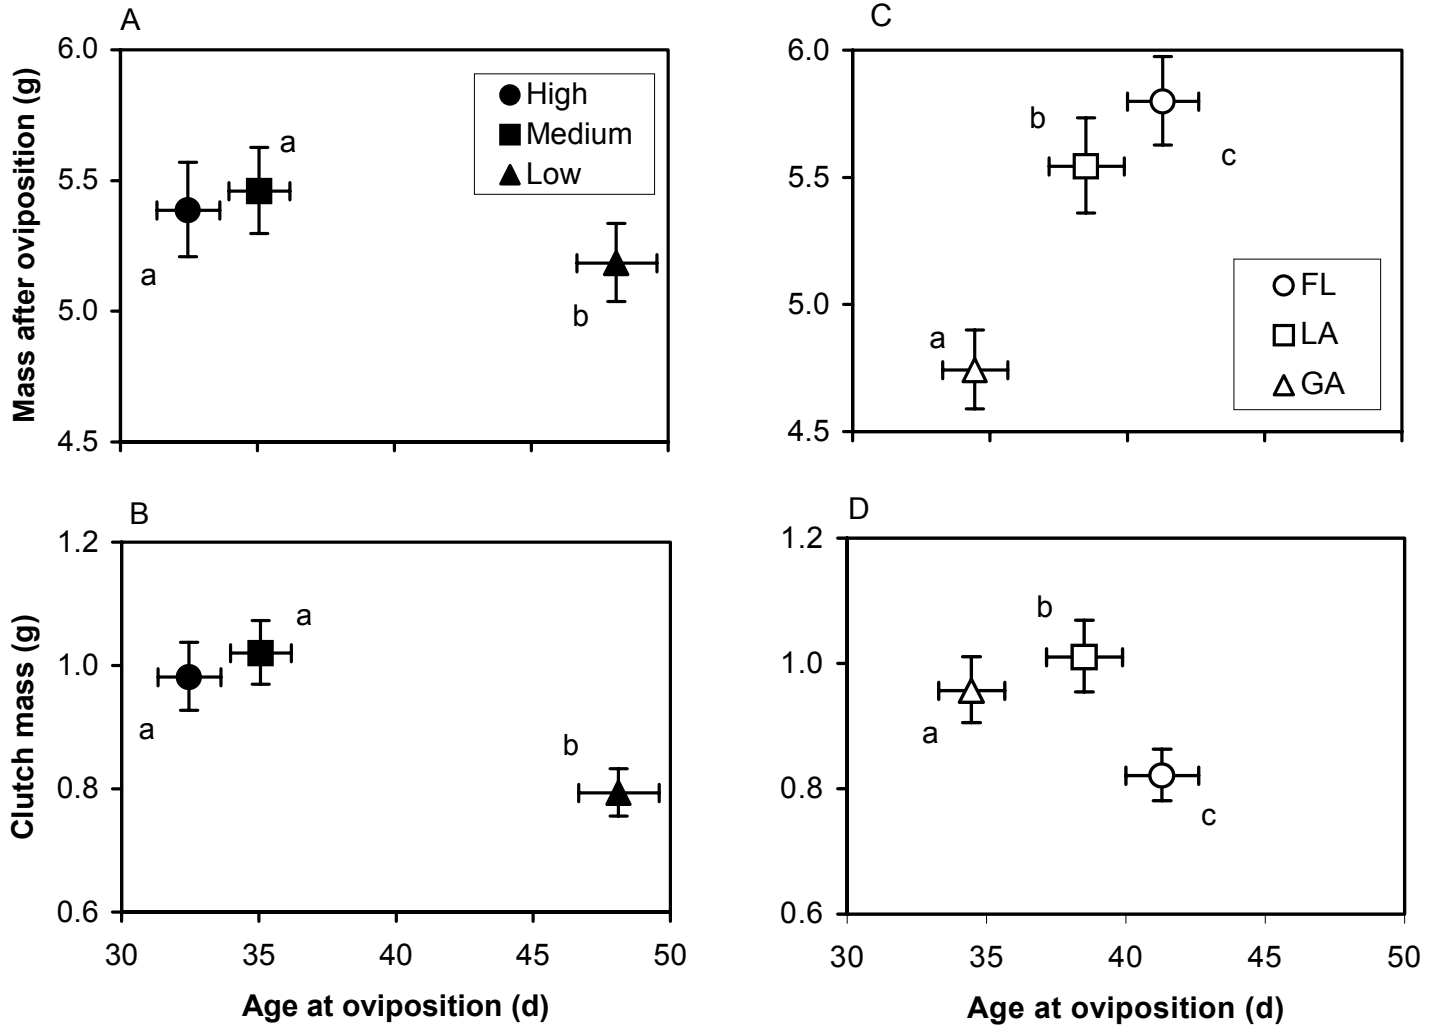 A
Mass after oviposition (g)
6.0
5.5
5.0
4.5
High
Medium
Low
a
a
b
C
6.0
5.5
5.0
4.5
b
c
a
FL
LA
GA
B
Clutch mass (g)
1.2
1.0
0.8
0.6
a
a
b
30 35 40 45 50
Age at oviposition (d)
D
1.2
1.0
0.8
0.6
b
a
c
30 35 40 45 50
Age at oviposition (d)